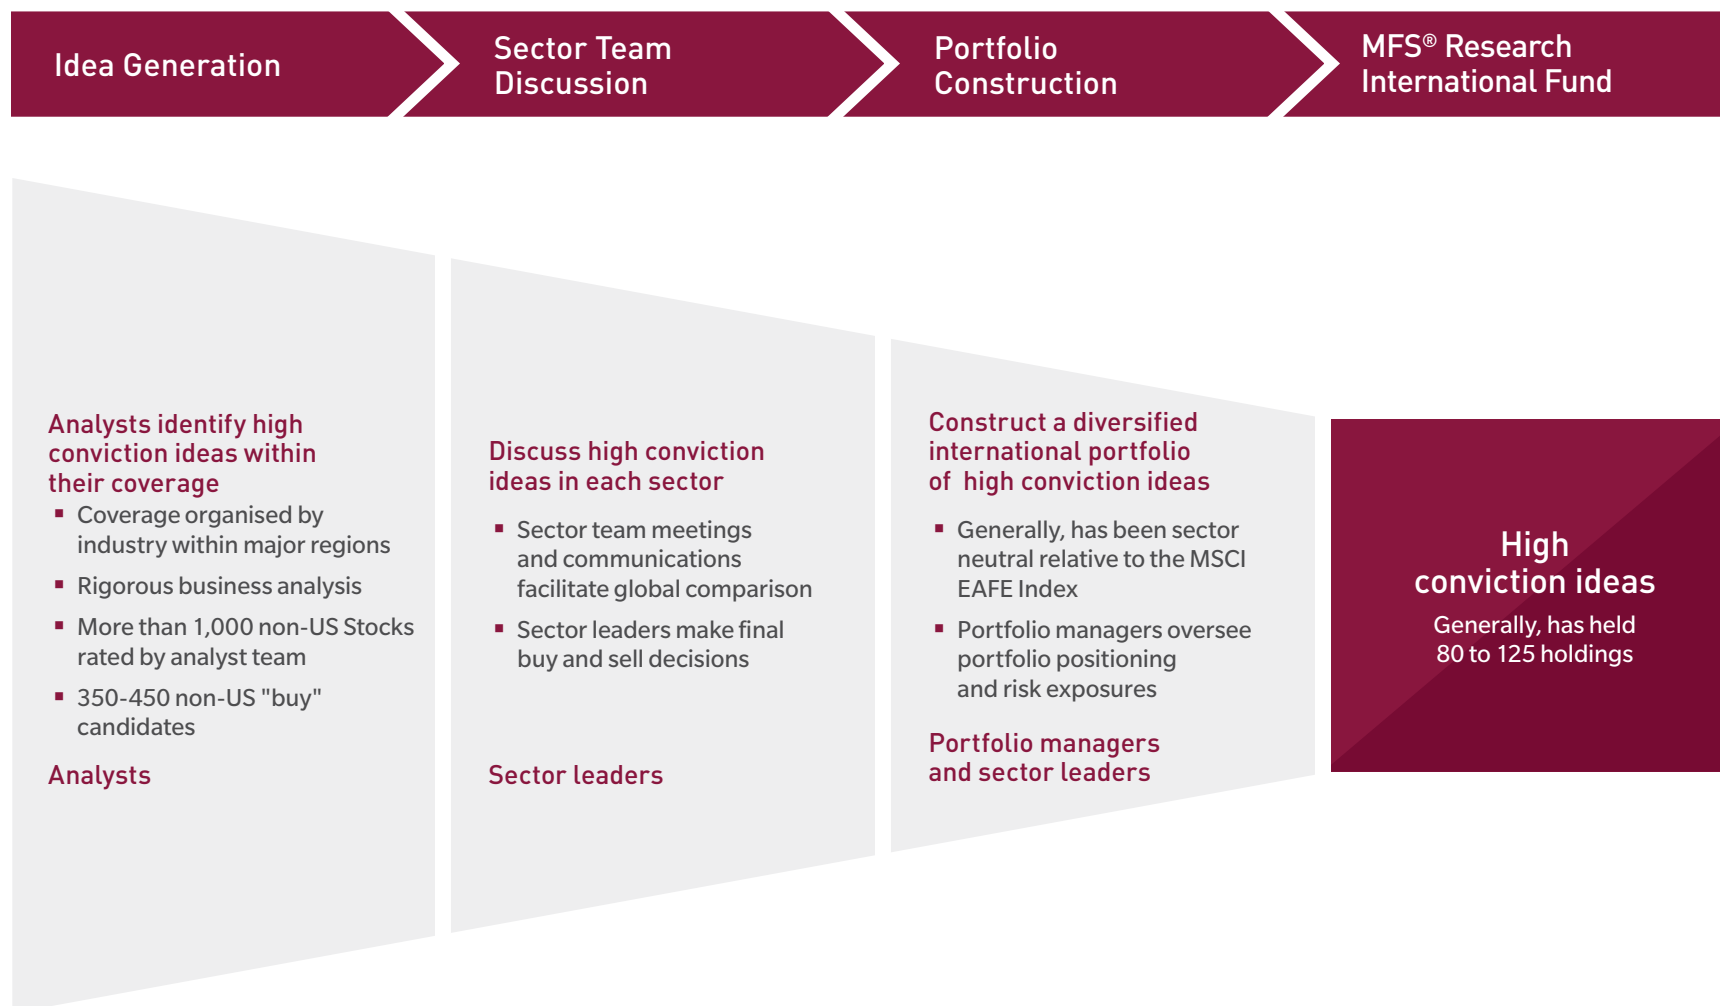 Idea Generation
Sector Team
Discussion
Portfolio
Construction
MFS® Research
International Fund
Analysts identify high
conviction ideas within
their coverage
▪ Coverage organised by
industry within major regions
▪ Rigorous business analysis
▪ More than 1,000 non-US Stocks
rated by analyst team
▪ 350-450 non-US "buy"
candidates
Analysts
Discuss high conviction
ideas in each sector
▪ Sector team meetings
and communications
facilitate global comparison
▪ Sector leaders make final
buy and sell decisions
Sector leaders
Construct a diversified
international portfolio
of high conviction ideas
▪ Generally, has been sector
neutral relative to the MSCI
EAFE Index
▪ Portfolio managers oversee
portfolio positioning
and risk exposures
Portfolio managers
and sector leaders
High
conviction ideas
Generally, has held
80 to 125 holdings